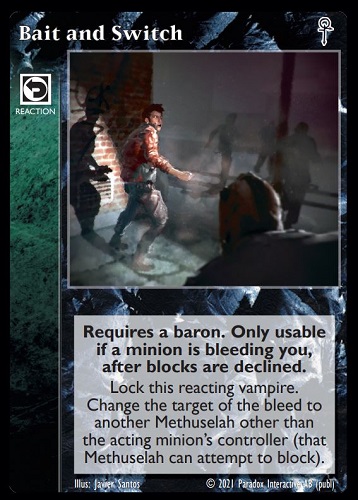 Bait and Switch
REACTION
Requires a baron. Only usable
if a minion is bleeding you,
after blocks are declined.
Lock this reacting vampire.
Change the target of the bleed to
another Methuselah other than
the acting minion's controller (that
Methuselah can attempt to block).
Illus: Javier Santos © 2021 Paradox Interactive AB (publ)